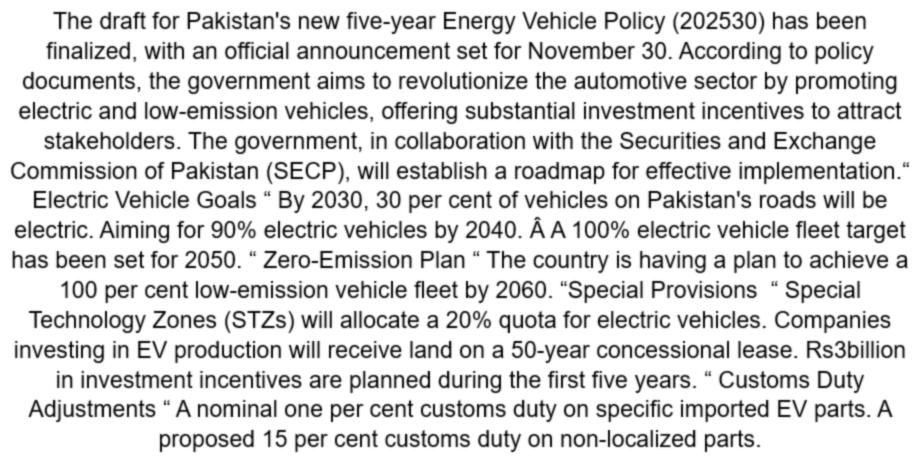 The draft for Pakistan's new five-year Energy Vehicle Policy (202530) has been
finalized, with an official announcement set for November 30. According to policy
documents, the government aims to revolutionize the automotive sector by promoting
electric and low-emission vehicles, offering substantial investment incentives to attract
stakeholders. The government, in collaboration with the Securities and Exchange
Commission of Pakistan (SECP), will establish a roadmap for effective implementation.“
Electric Vehicle Goals “ By 2030, 30 per cent of vehicles on Pakistan's roads will be
electric. Aiming for 90% electric vehicles by 2040. Â A 100% electric vehicle fleet target
has been set for 2050. “ Zero-Emission Plan “ The country is having a plan to achieve a
100 per cent low-emission vehicle fleet by 2060. “Special Provisions “ Special
Technology Zones (STZs) will allocate a 20% quota for electric vehicles. Companies
investing in EV production will receive land on a 50-year concessional lease. Rs3billion
in investment incentives are planned during the first five years. “ Customs Duty
Adjustments “ A nominal one per cent customs duty on specific imported EV parts. A
proposed 15 per cent customs duty on non-localized parts.